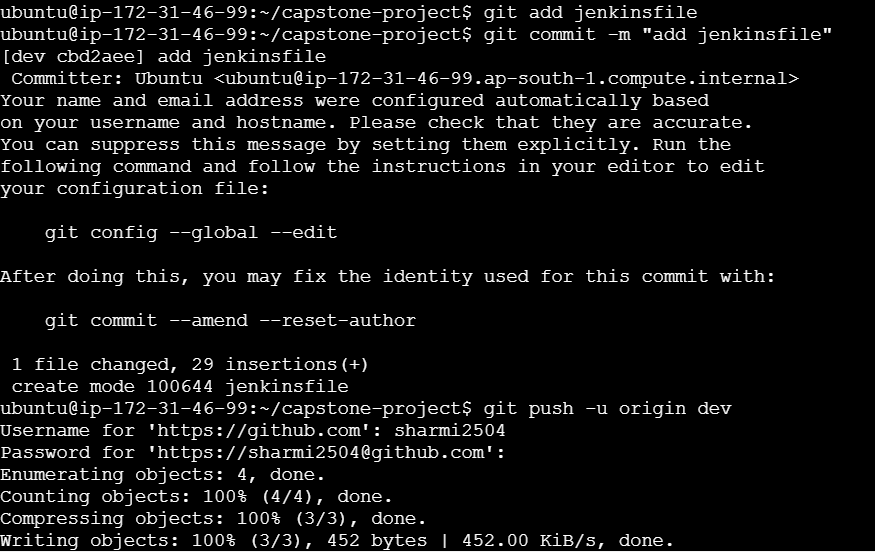 ubuntu@ip-172-31-46-99:~/capstone-project$ git add jenkinsfile
ubuntu@ip-172-31-46-99:~/capstone-project$ git commit -m "add jenkinsfile"
[dev cbd2aee] add jenkinsfile
 Committer: Ubuntu <ubuntu@ip-172-31-46-99.ap-south-1.compute.internal>
Your name and email address were configured automatically based
on your username and hostname. Please check that they are accurate.
You can suppress this message by setting them explicitly. Run the
following command and follow the instructions in your editor to edit
your configuration file:

    git config --global --edit

After doing this, you may fix the identity used for this commit with:

    git commit --amend --reset-author

 1 file changed, 29 insertions(+)
 create mode 100644 jenkinsfile
ubuntu@ip-172-31-46-99:~/capstone-project$ git push -u origin dev
Username for 'https://github.com': sharmi2504
Password for 'https://sharmi2504@github.com':
Enumerating objects: 4, done.
Counting objects: 100% (4/4), done.
Compressing objects: 100% (3/3), done.
Writing objects: 100% (3/3), 452 bytes | 452.00 KiB/s, done.